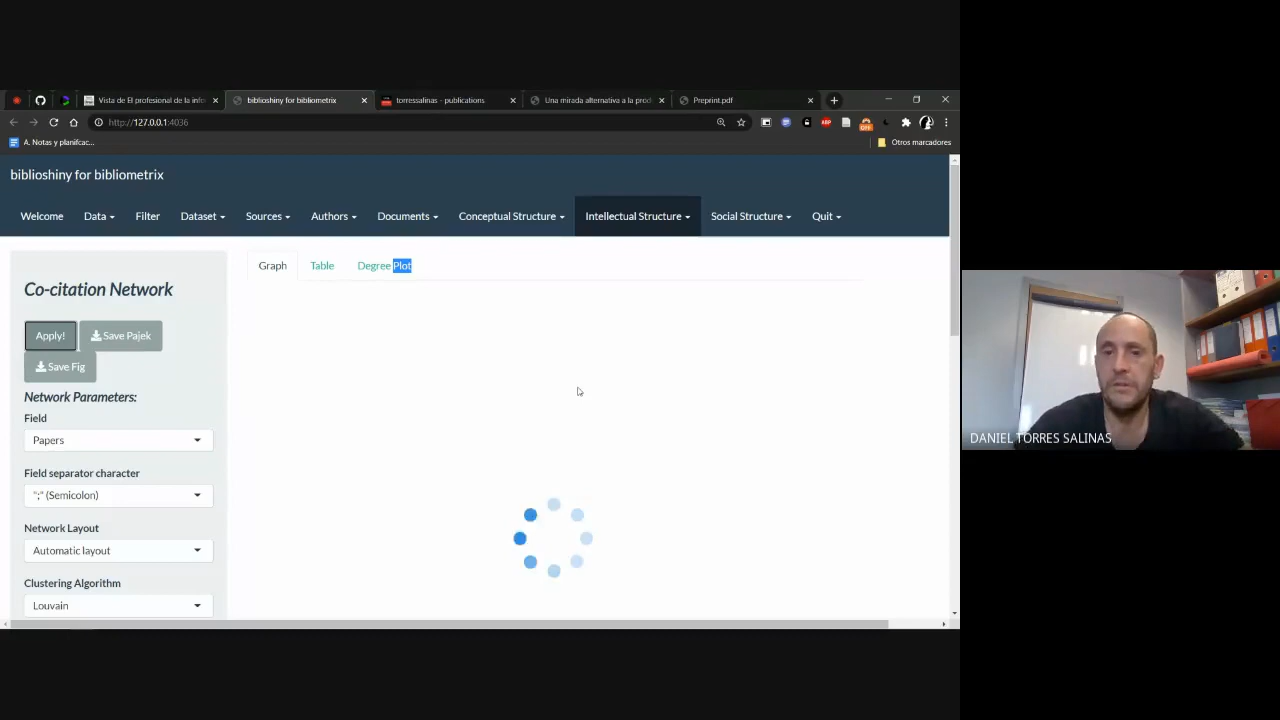 Vista de El profesional de la infor
biblioshiny for bibliometrix
torressalinas - publications
Una mirada alternativa a la prod
Preprint.pdf
http://127.0.0.1:4036
A. Notas y planifcac...
Otros marcadores
biblioshiny for bibliometrix
Welcome Data Filter Dataset Sources Authors Documents Conceptual Structure Intellectual Structure Social Structure Quit
Graph Table Degree Plot
Co-citation Network
Apply! Save Pajek
Save Fig
Network Parameters:
Field
Papers
Field separator character
";" (Semicolon)
Network Layout
Automatic layout
Clustering Algorithm
Louvain
DANIEL TORRES SALINAS